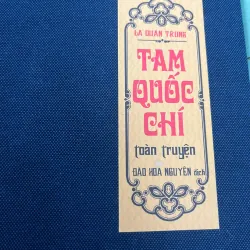 LA QUÁN TRUNG
TAM
QUỐC
CHÍ
toàn truyện
ĐÀO HOA NGUYÊN dịch